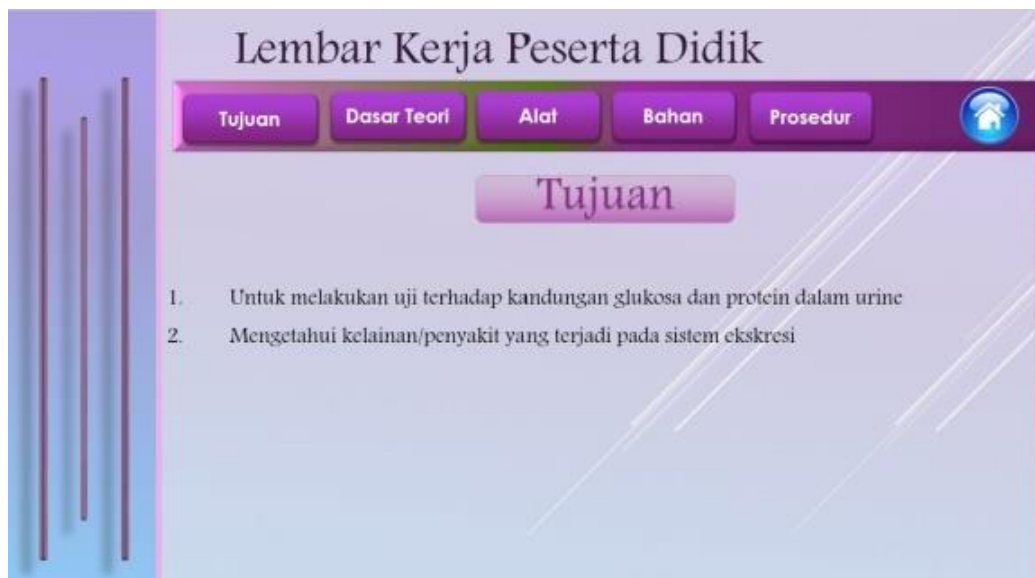 Lembar Kerja Peserta Didik
Tujuan Dasar Teori Alat Bahan Prosedur
Tujuan
1. Untuk melakukan uji terhadap kandungan glukosa dan protein dalam urine
2. Mengetahui kelainan/penyakit yang terjadi pada sistem ekskresi